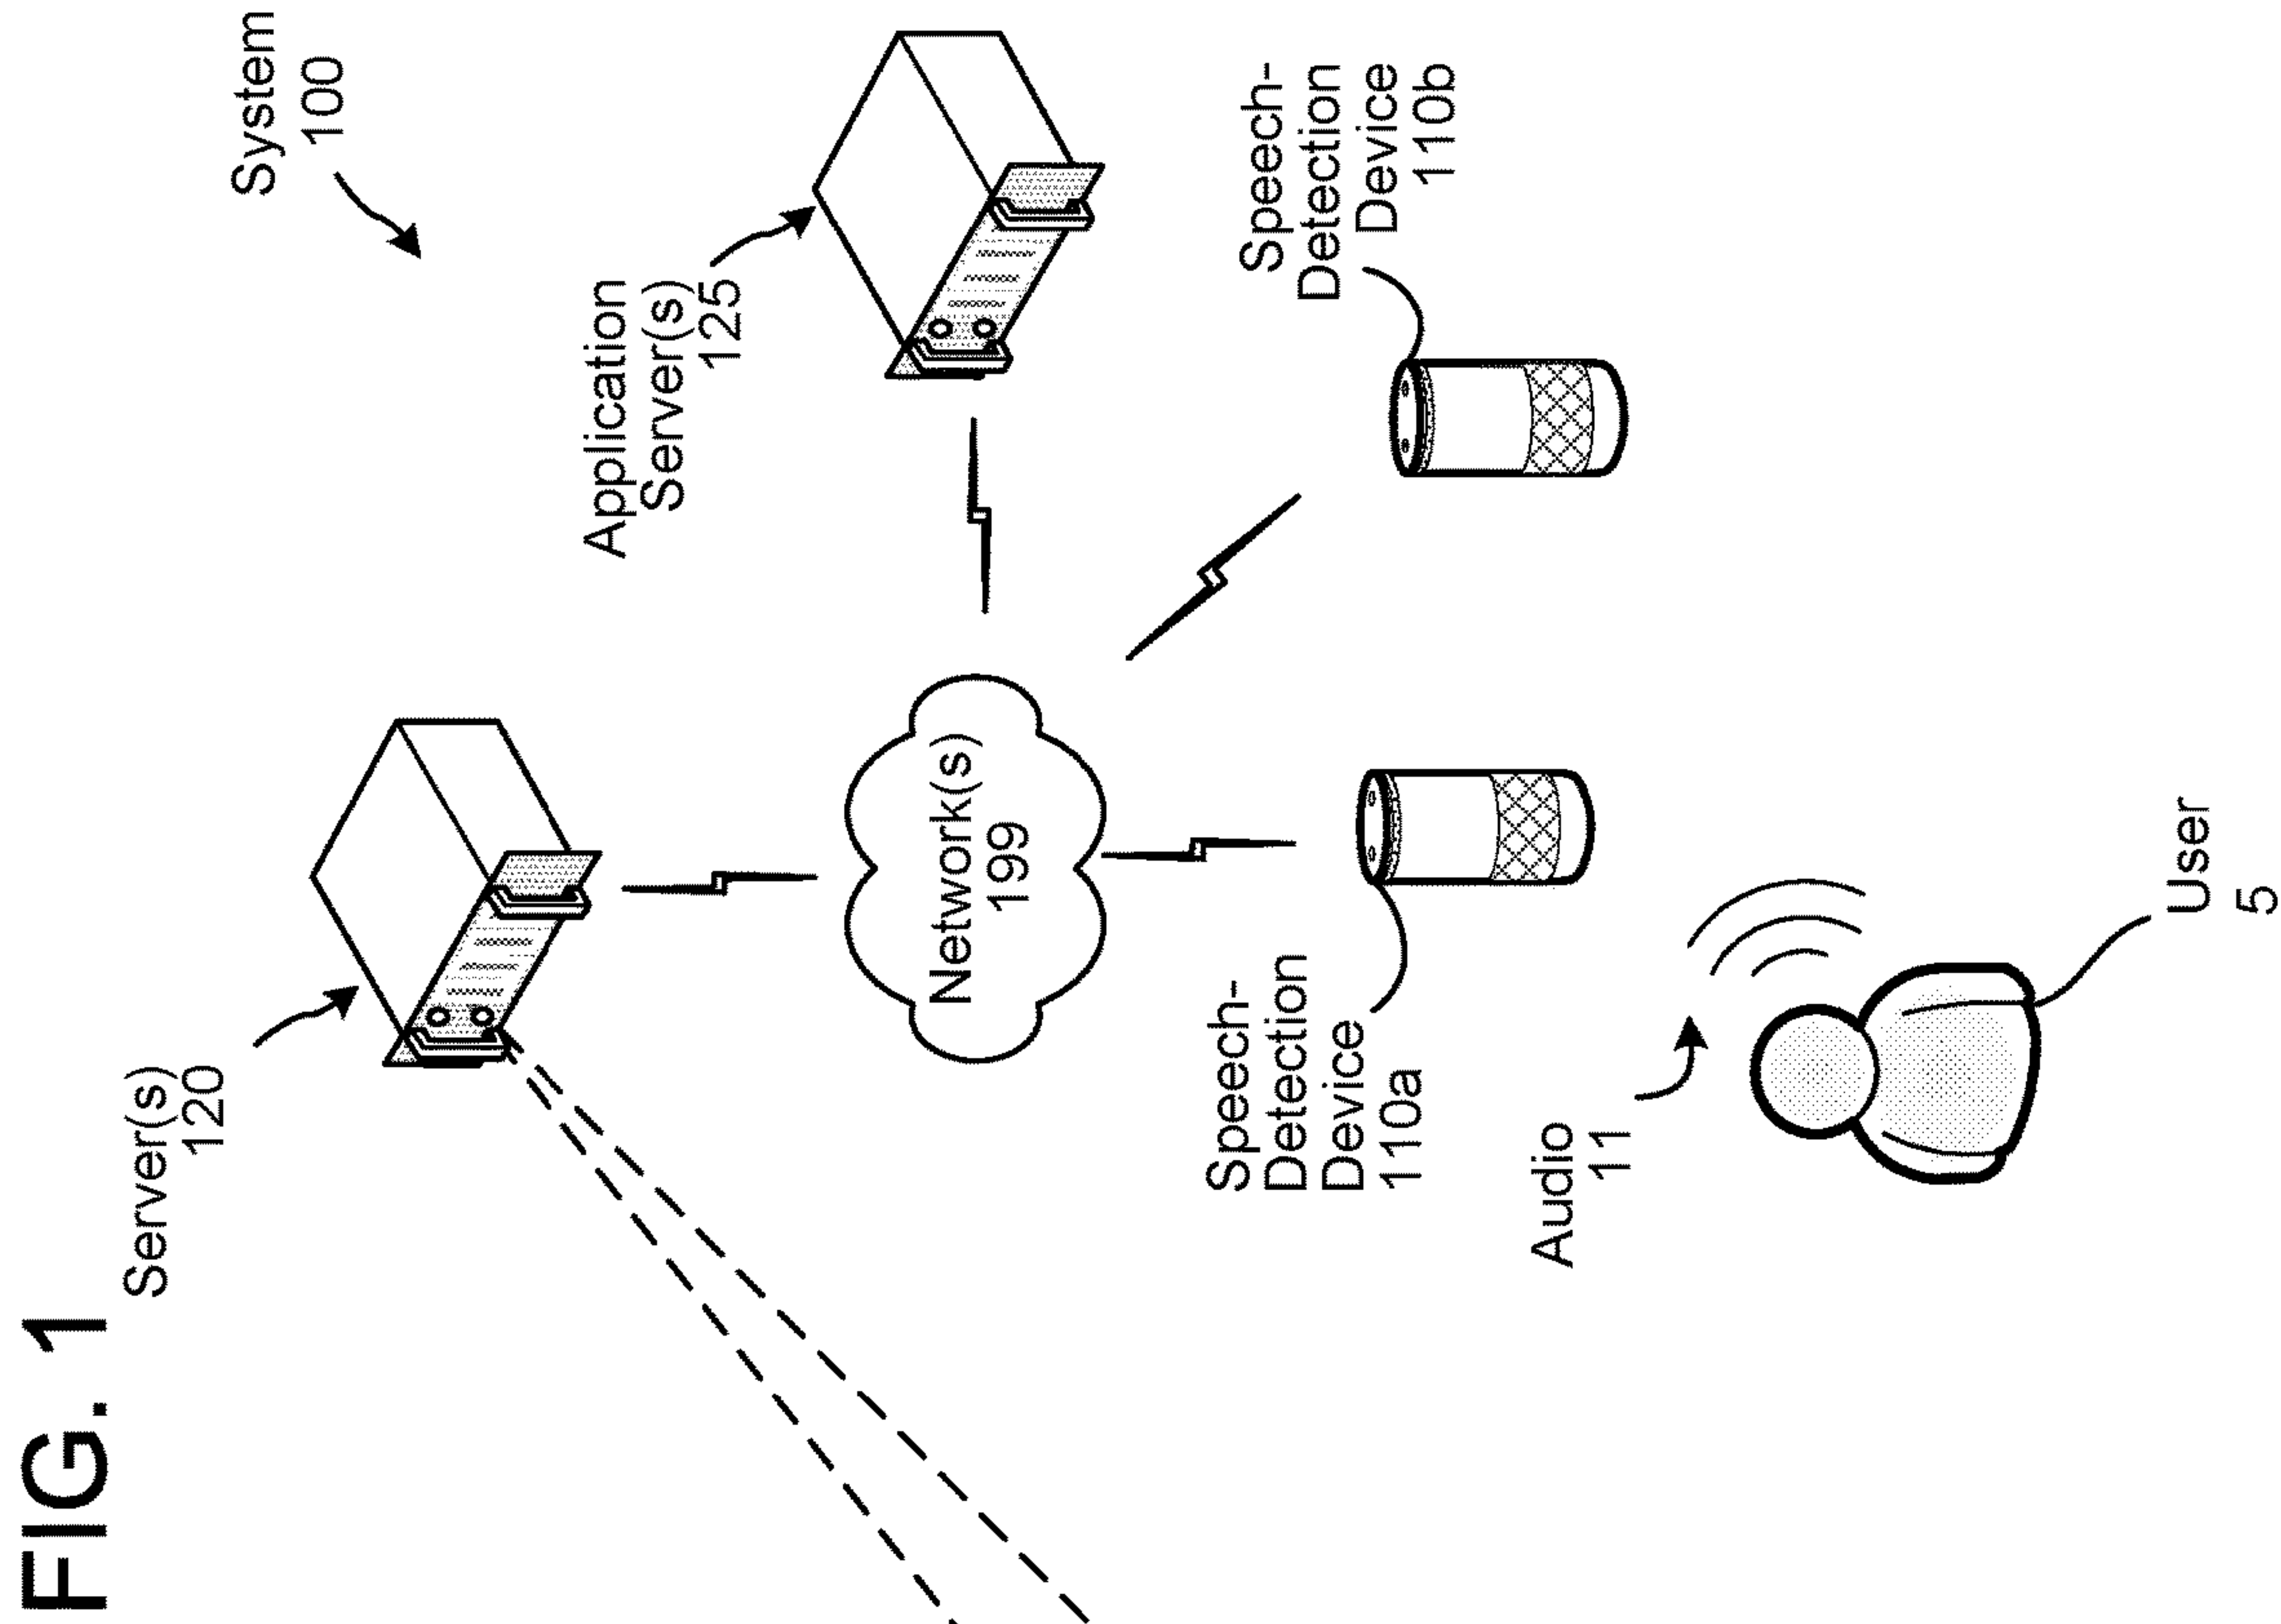 FIG. 1
System
100
Server(s)
120
Application
Server(s)
125
Network(s)
199
Speech-
Detection
Device
110a
Speech-
Detection
Device
110b
Audio
11
User
5